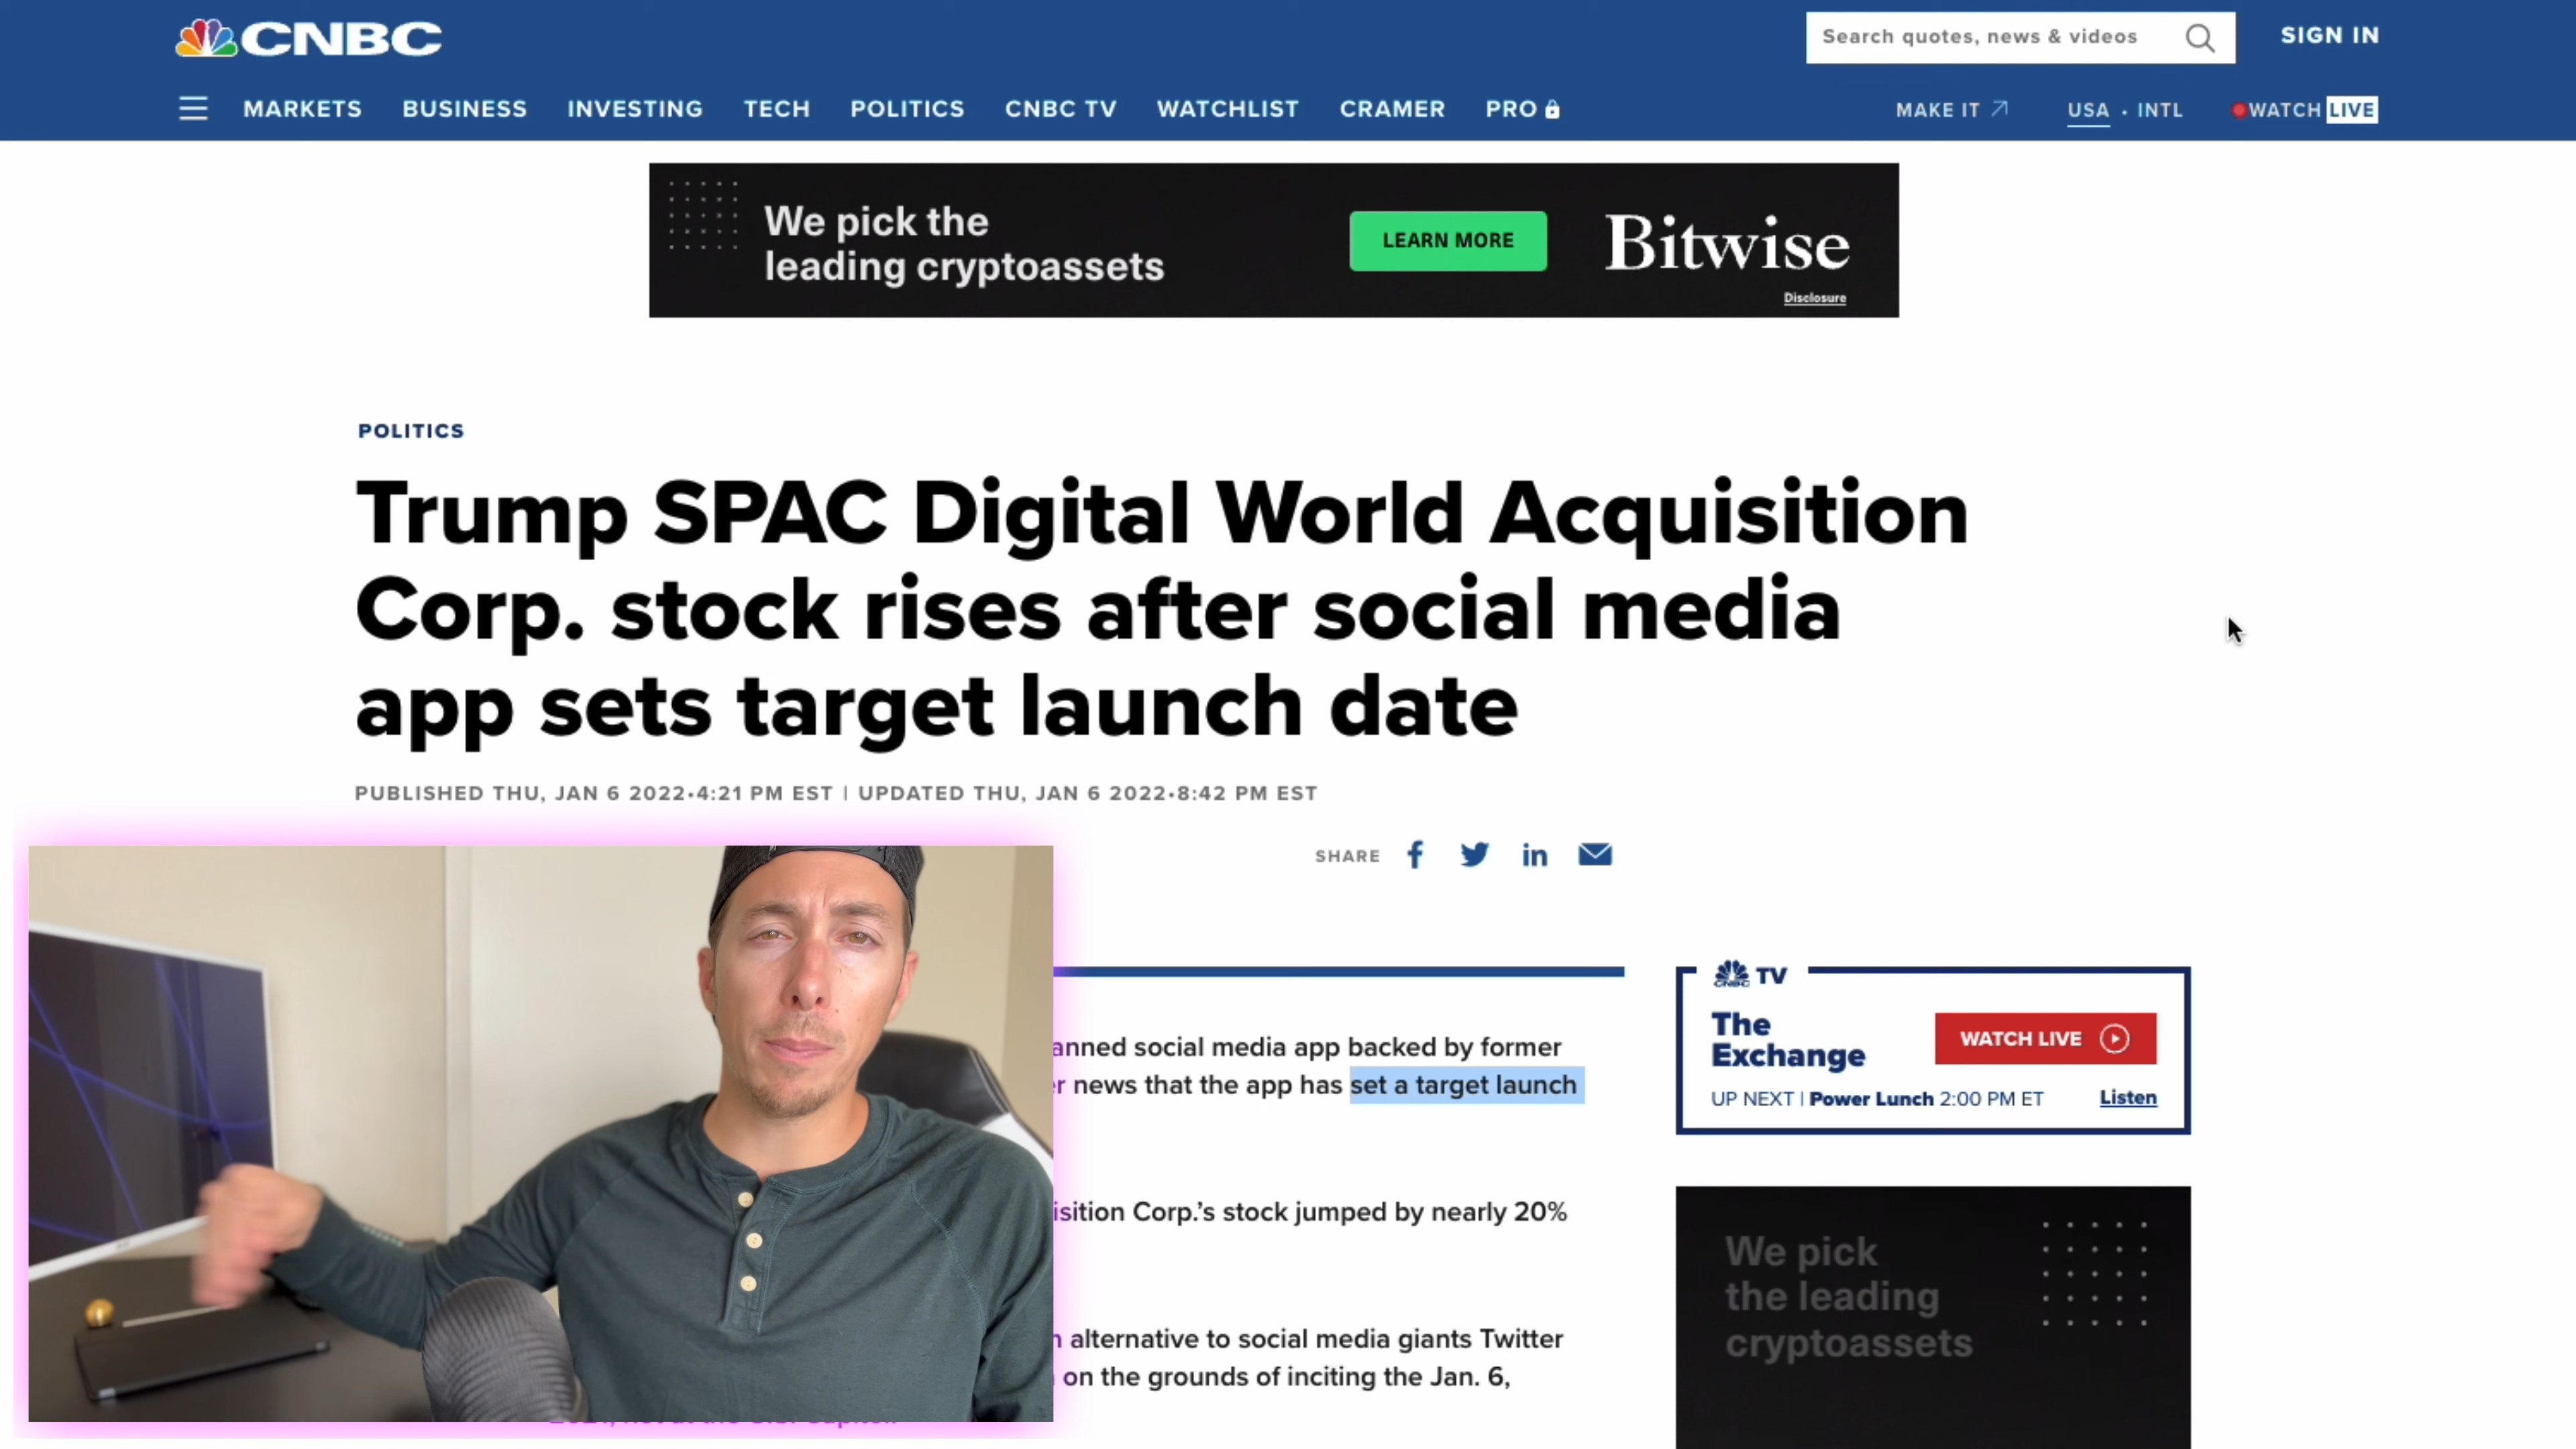 CNBC
Search quotes, news & videos
SIGN IN
MARKETS BUSINESS INVESTING TECH POLITICS CNBC TV WATCHLIST CRAMER PRO
MAKE IT USA · INTL WATCH LIVE
We pick the
leading cryptoassets
LEARN MORE
Bitwise
Disclosure
POLITICS
Trump SPAC Digital World Acquisition
Corp. stock rises after social media
app sets target launch date
PUBLISHED THU, JAN 6 2022•4:21 PM EST | UPDATED THU, JAN 6 2022•8:42 PM EST
SHARE
anned social media app backed by former
news that the app has set a target launch
isition Corp.'s stock jumped by nearly 20%
alternative to social media giants Twitter
on the grounds of inciting the Jan. 6,
CNBC TV
The
Exchange
WATCH LIVE
UP NEXT | Power Lunch 2:00 PM ET
Listen
We pick
the leading
cryptoassets